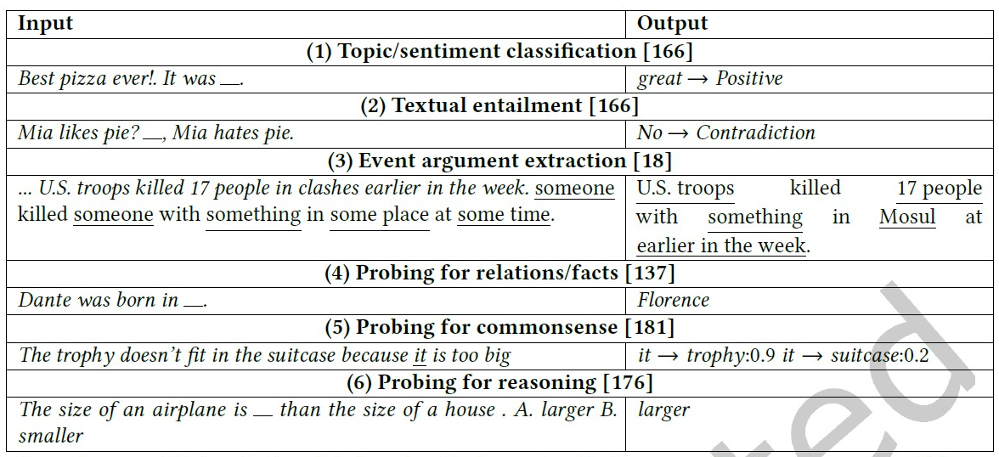 Input Output
(1) Topic/sentiment classification [166]
Best pizza ever!. It was __. great → Positive
(2) Textual entailment [166]
Mia likes pie? __, Mia hates pie. No → Contradiction
(3) Event argument extraction [18]
... U.S. troops killed 17 people in clashes earlier in the week. someone U.S. troops killed 17 people
killed someone with something in some place at some time. with something in Mosul at
earlier in the week.
(4) Probing for relations/facts [137]
Dante was born in __. Florence
(5) Probing for commonsense [181]
The trophy doesn't fit in the suitcase because it is too big it → trophy:0.9 it → suitcase:0.2
(6) Probing for reasoning [176]
The size of an airplane is __ than the size of a house . A. larger B. larger
smaller